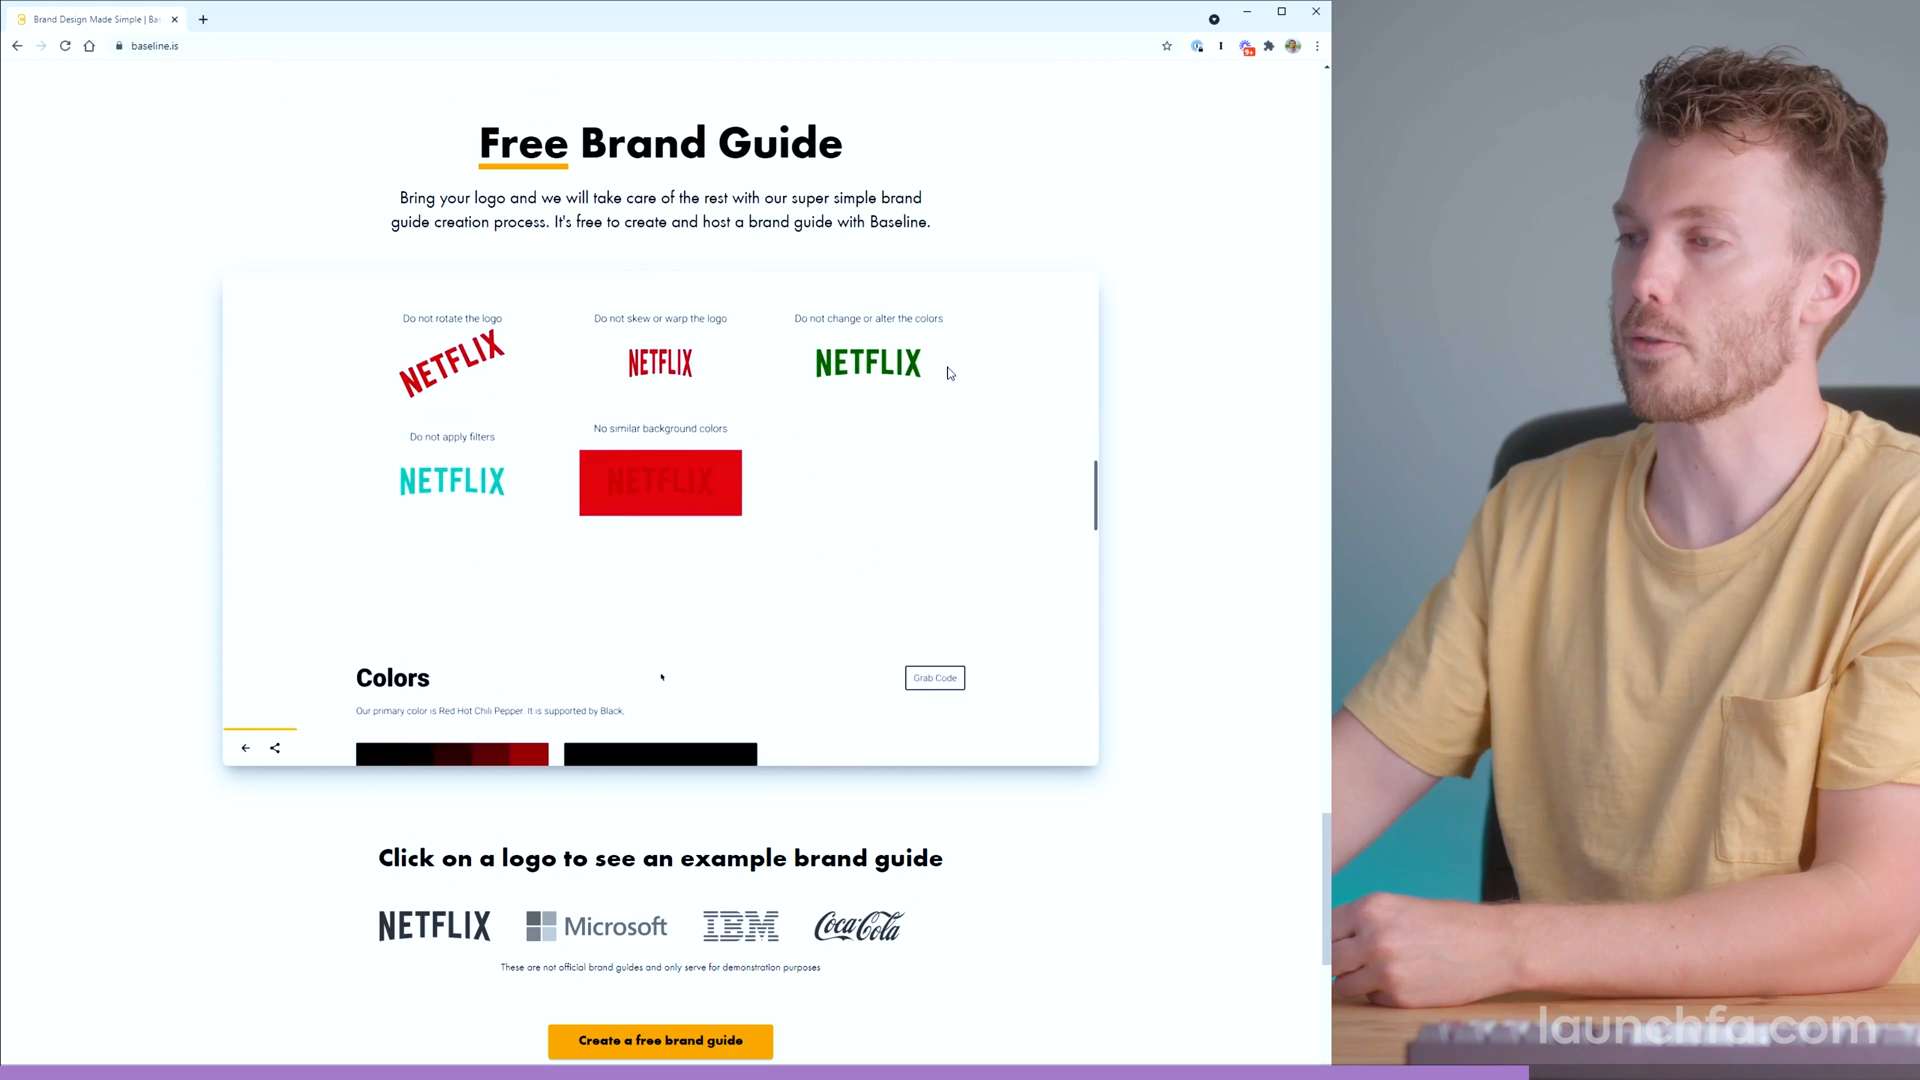 Brand Design Made Simple | Bas
baseline.is
9+
Free Brand Guide
Bring your logo and we will take care of the rest with our super simple brand
guide creation process. It's free to create and host a brand guide with Baseline.
Do not rotate the logo
Do not skew or warp the logo
Do not change or alter the colors
NETFLIX
NETFLIX
NETFLIX
Do not apply filters
No similar background colors
NETFLIX
NETFLIX
Colors
Grab Code
Our primary color is Red Hot Chili Pepper. It is supported by Black,
Click on a logo to see an example brand guide
NETFLIX
Microsoft
IBM
Coca-Cola
These are not official brand guides and only serve for demonstration purposes
Create a free brand guide
launchfa.com